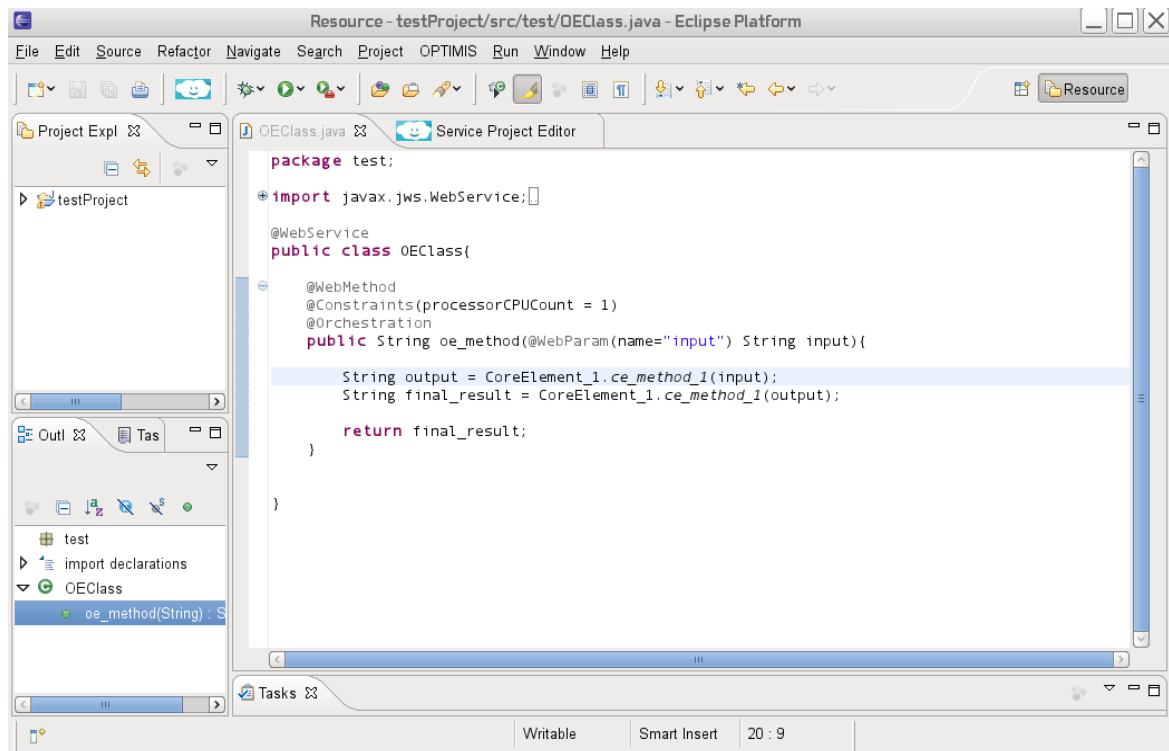 Resource - testProject/src/test/OEClass.java - Eclipse Platform
File Edit Source Refactor Navigate Search Project OPTIMIS Run Window Help
Resource
Project Expl
testProject
OEClass.java
Service Project Editor
package test;
import javax.jws.WebService;
@WebService
public class OEClass{
@WebMethod
@Constraints(processorCPUCount = 1)
@Orchestration
public String oe_method(@WebParam(name="input") String input){
String output = CoreElement_1.ce_method_1(input);
String final_result = CoreElement_1.ce_method_1(output);
return final_result;
}
}
Outl
Tas
test
import declarations
OEClass
oe_method(String) : S
Tasks
Writable
Smart Insert
20 : 9